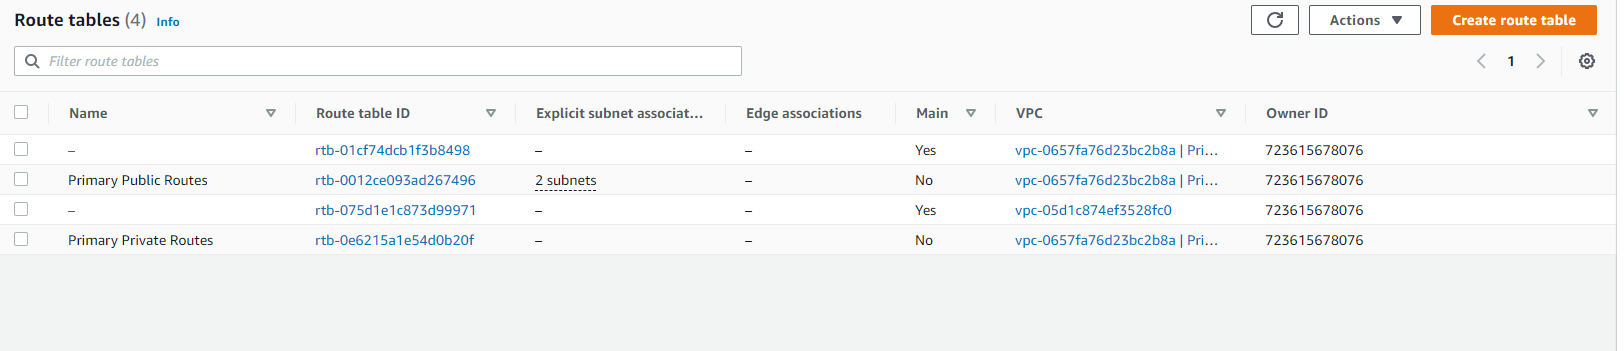 Route tables (4) Info
Actions
Create route table
Filter route tables
1
Name Route table ID Explicit subnet associat... Edge associations Main VPC Owner ID
– rtb-01cf74dcb1f3b8498 – – Yes vpc-0657fa76d23bc2b8a | Pri... 723615678076
Primary Public Routes rtb-0012ce093ad267496 2 subnets – No vpc-0657fa76d23bc2b8a | Pri... 723615678076
– rtb-075d1e1c873d99971 – – Yes vpc-05d1c874ef3528fc0 723615678076
Primary Private Routes rtb-0e6215a1e54d0b20f – – No vpc-0657fa76d23bc2b8a | Pri... 723615678076